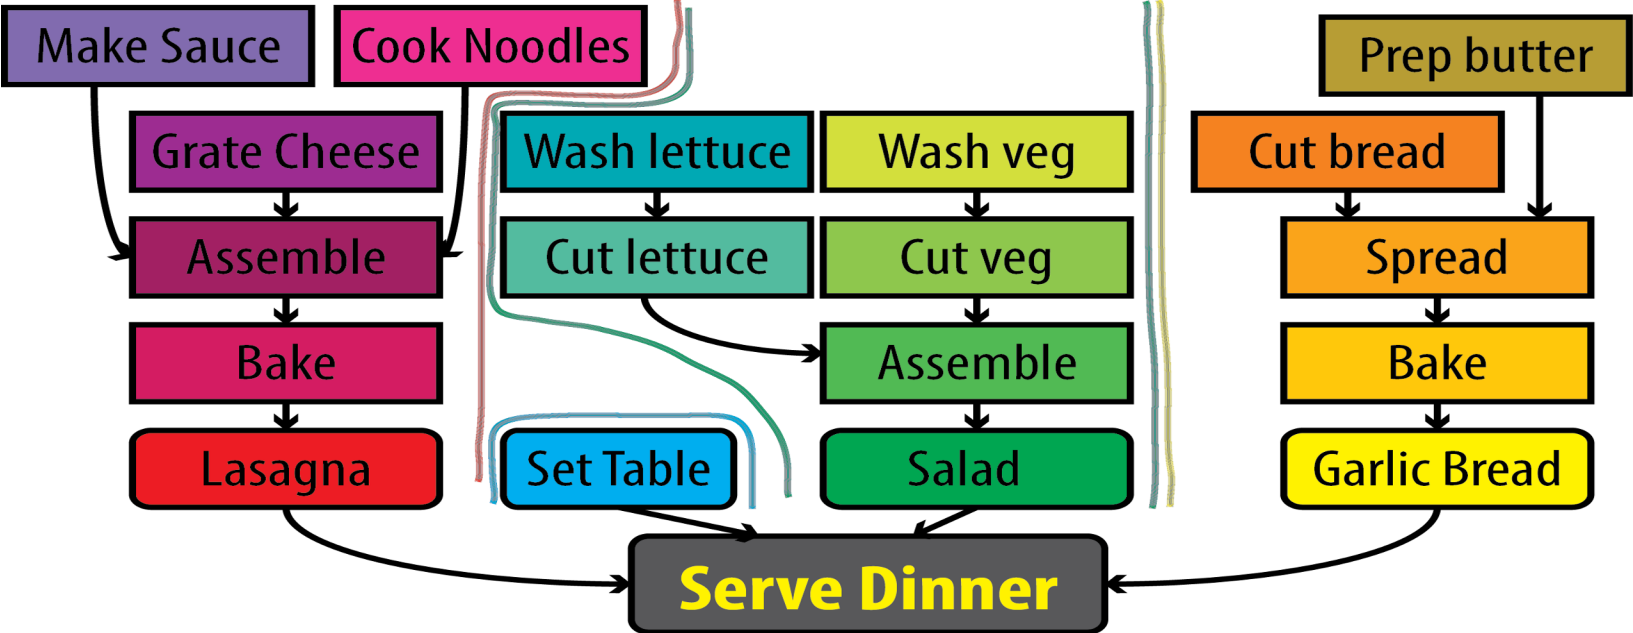 Make Sauce
Cook Noodles
Prep butter
Grate Cheese
Wash lettuce
Wash veg
Cut bread
Assemble
Cut lettuce
Cut veg
Spread
Bake
Assemble
Bake
Lasagna
Set Table
Salad
Garlic Bread
Serve Dinner